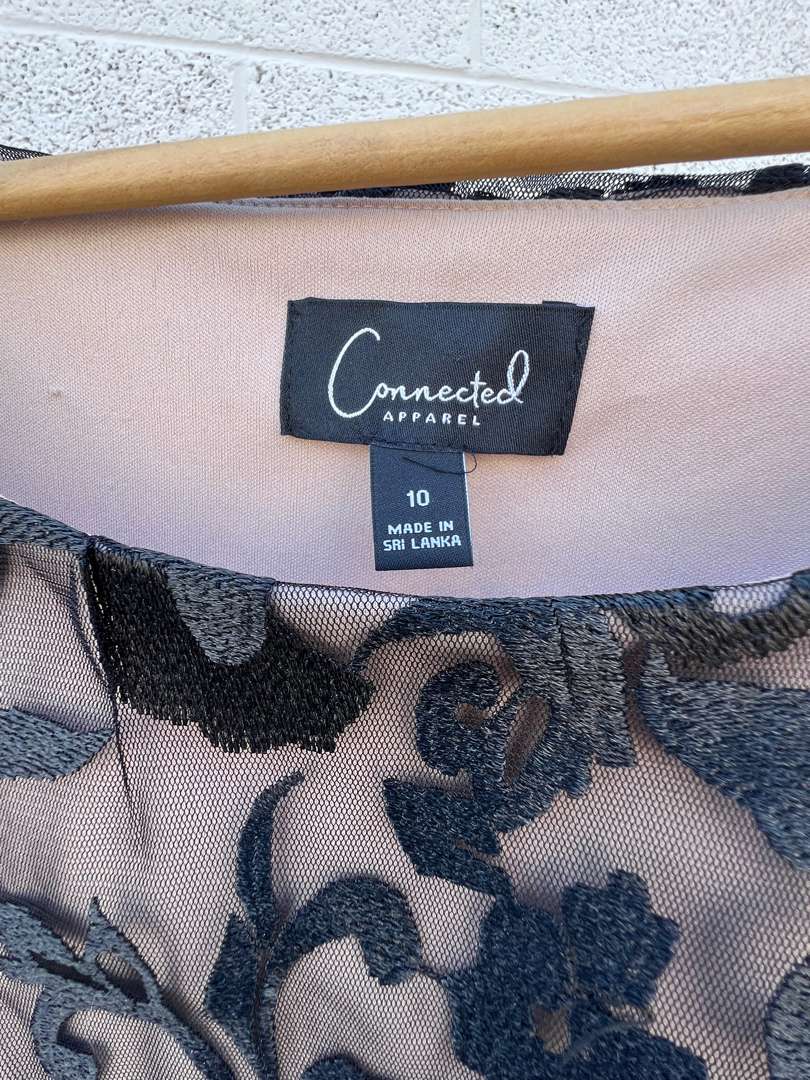 Connected
APPAREL
10
MADE IN
SRI LANKA